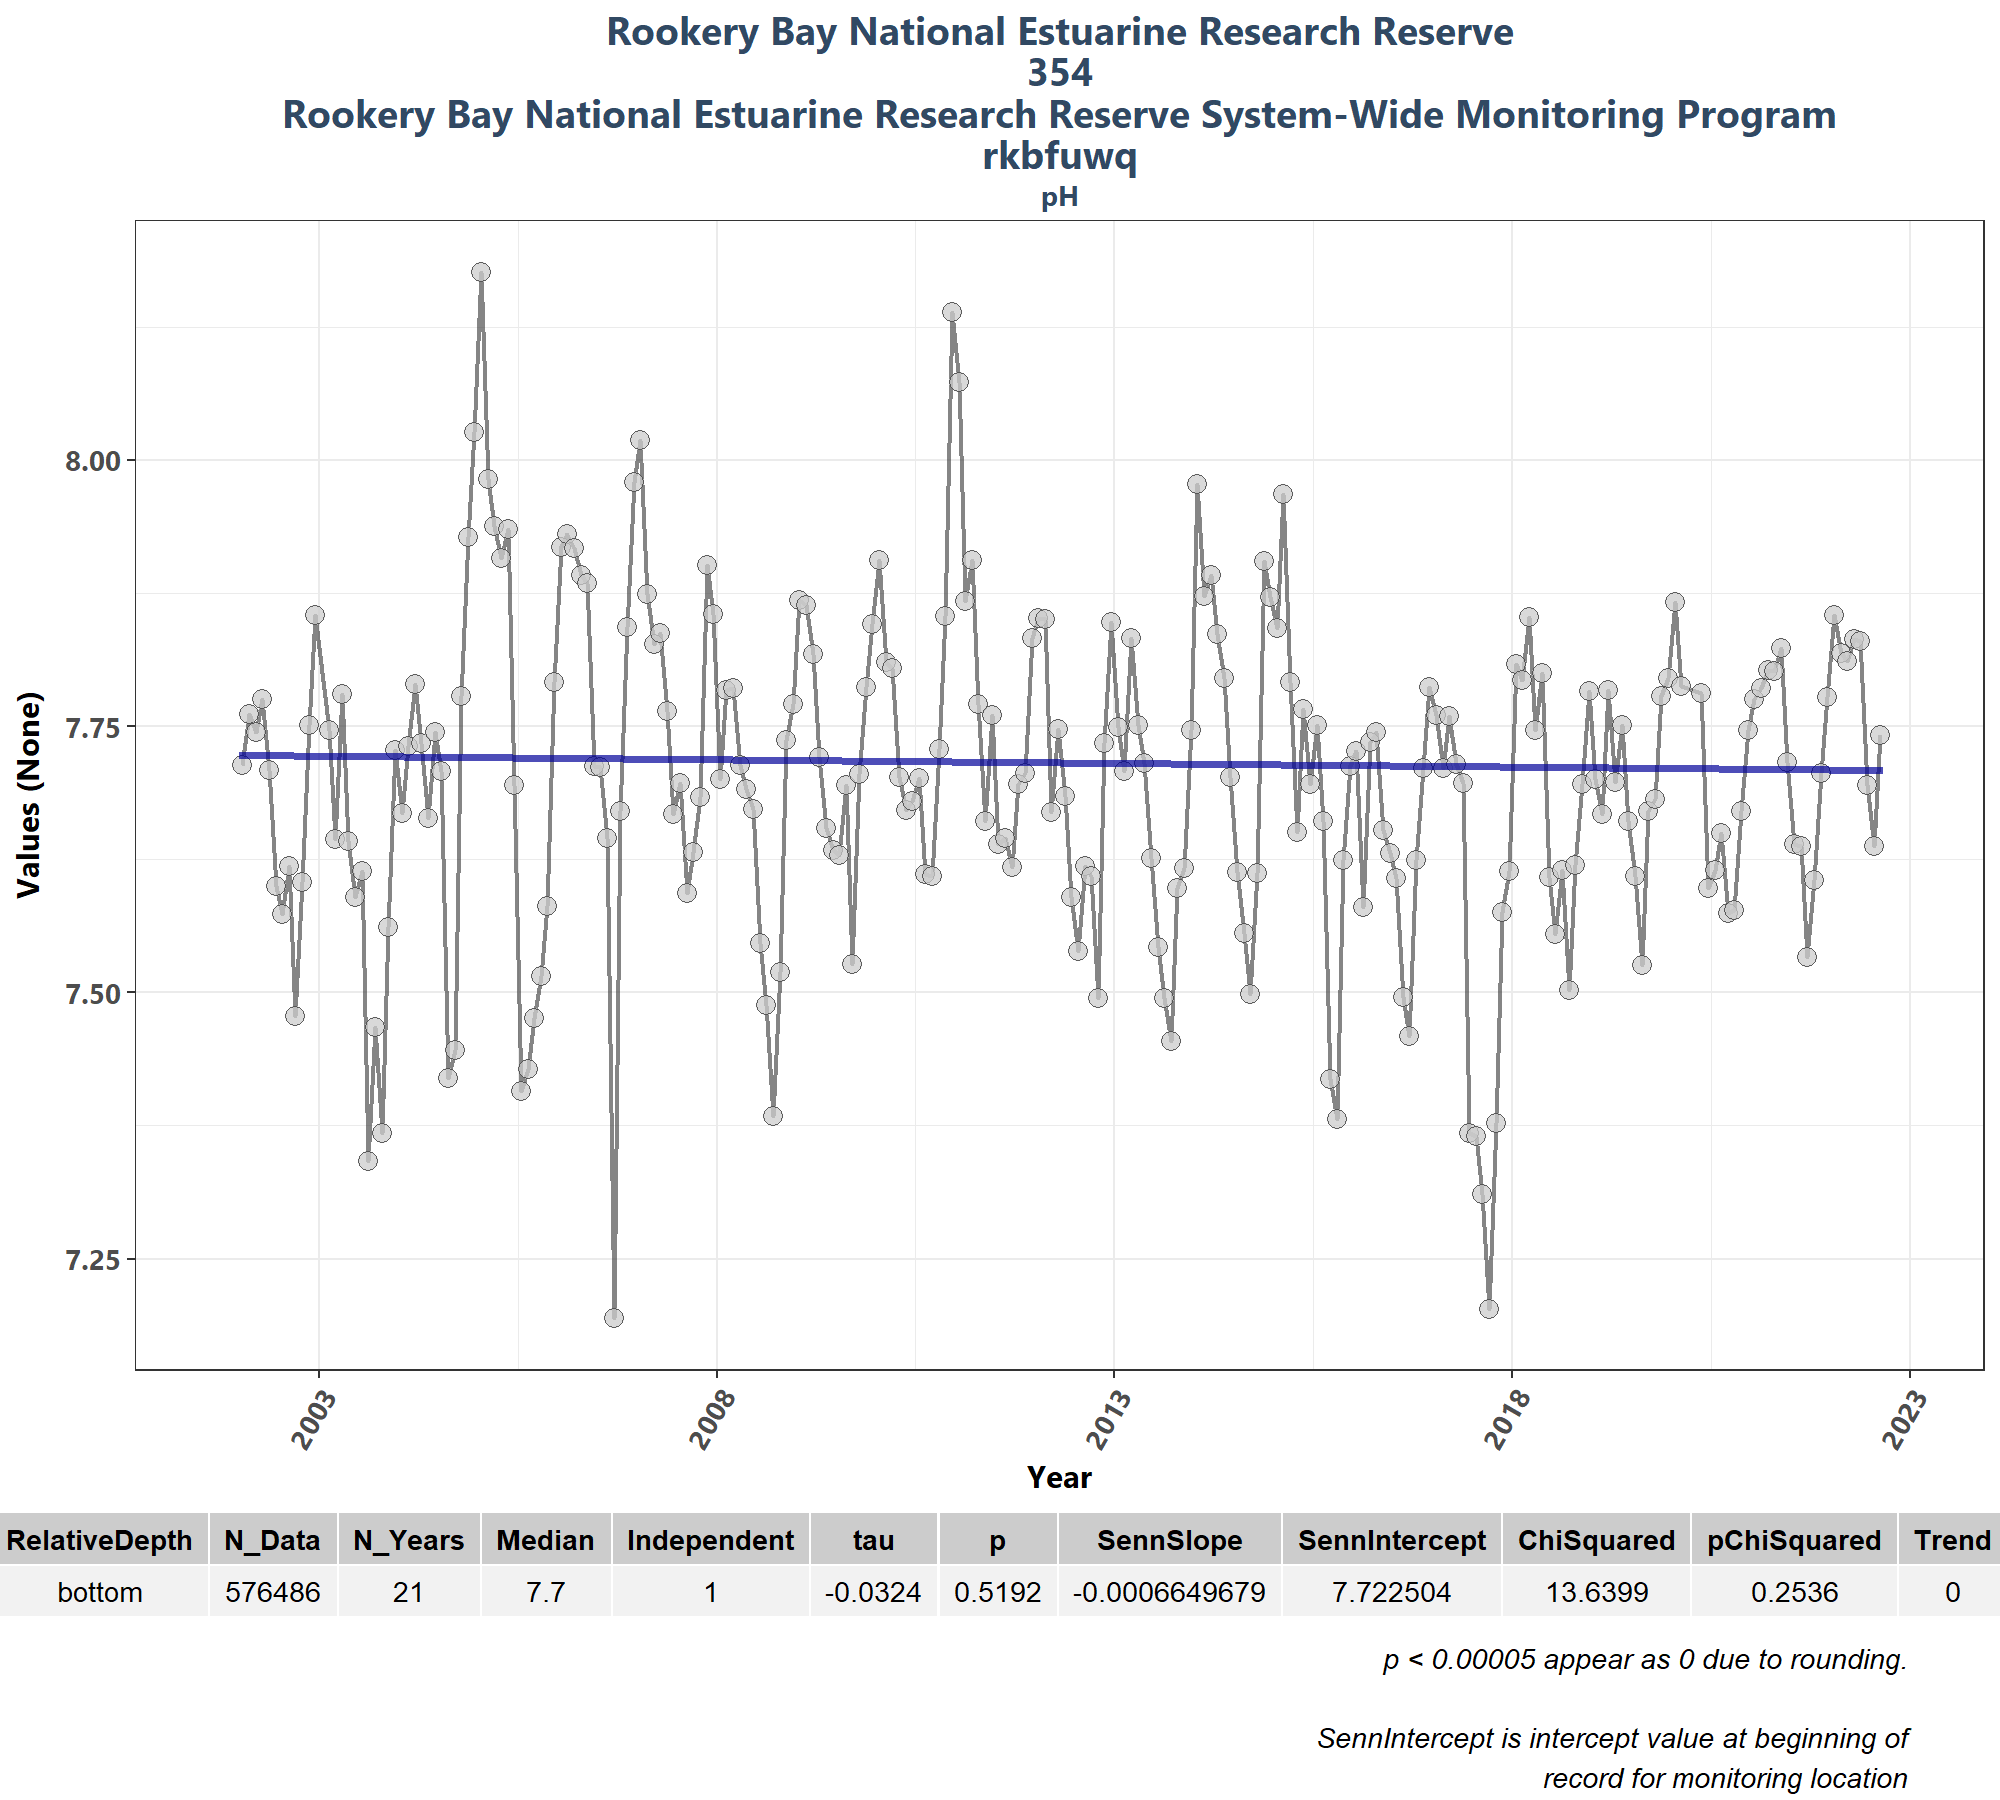 Rookery Bay National Estuarine Research Reserve
354
Rookery Bay National Estuarine Research Reserve System-Wide Monitoring Program
rkbfuwq
pH
Values (None)
8.00
7.75
7.50
7.25
2003 2008 2013 2018 2023
Year
RelativeDepth N_Data N_Years Median Independent tau p SennSlope SennIntercept ChiSquared pChiSquared Trend
bottom 576486 21 7.7 1 -0.0324 0.5192 -0.0006649679 7.722504 13.6399 0.2536 0
p < 0.00005 appear as 0 due to rounding.
SennIntercept is intercept value at beginning of
record for monitoring location